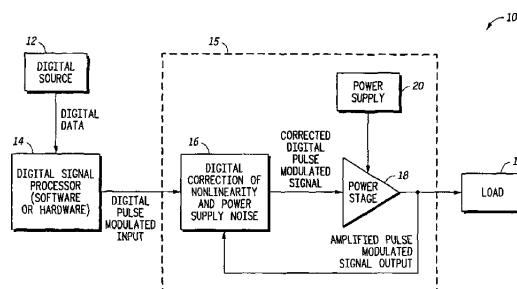 10
12
DIGITAL
SOURCE
DIGITAL
DATA
14
DIGITAL SIGNAL
PROCESSOR
(SOFTWARE
OR HARDWARE)
DIGITAL
PULSE
MODULATED
INPUT
15
16
DIGITAL
CORRECTION OF
NONLINEARITY
AND POWER
SUPPLY NOISE
CORRECTED
DIGITAL
PULSE
MODULATED
SIGNAL
20
POWER
SUPPLY
18
POWER
STAGE
AMPLIFIED PULSE
MODULATED
SIGNAL OUTPUT
LOAD